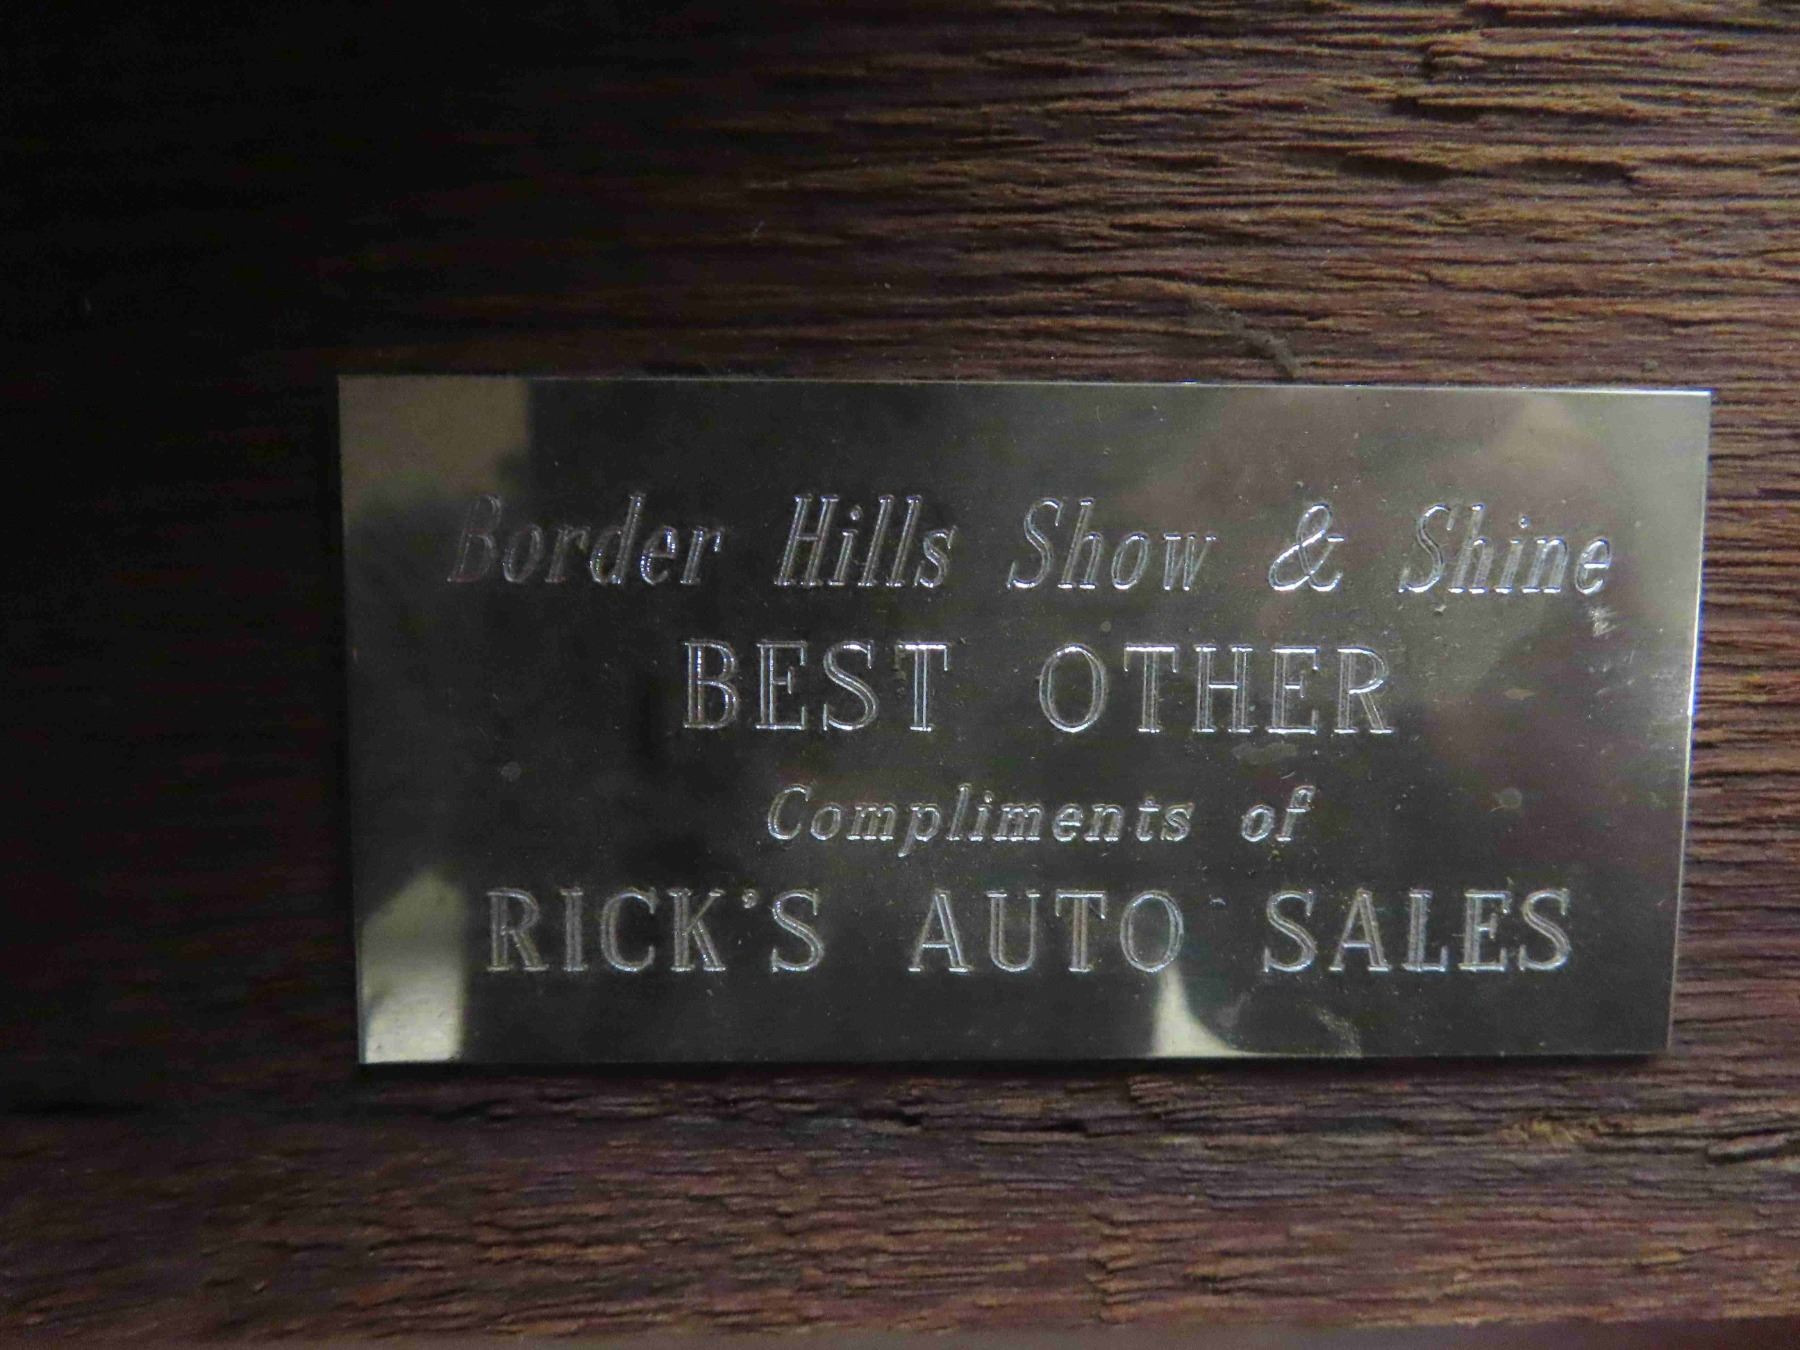 Border Hills Show & Shine
BEST OTHER
Compliments of
RICK'S AUTO SALES